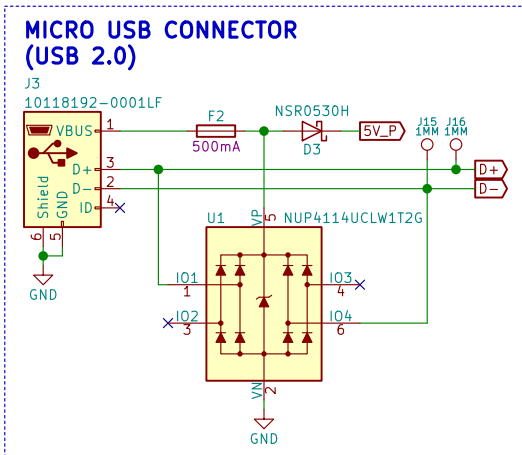 MICRO USB CONNECTOR
(USB 2.0)
J3
10118192-0001LF
VBUS 1
D+ 3
D- 2
ID 4
Shield
GND
6 5
GND
F2
500mA
NSR0530H
D3
5V_P
J15 J16
1MM 1MM
D+
D-
U1 NUP4114UCLW1T2G
VP 5
IO1
1
IO2
3
IO3
4
IO4
6
VN 2
GND